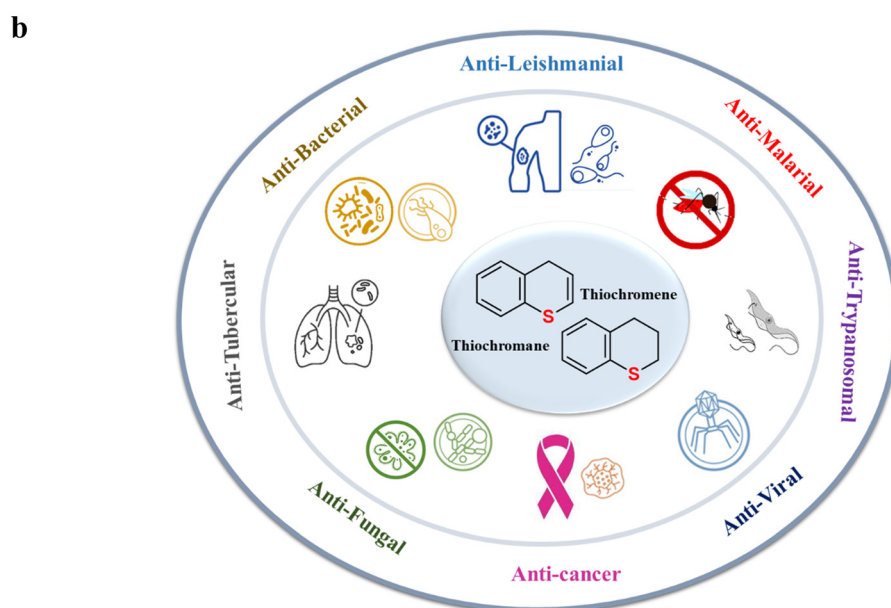 b
Anti-Leishmanial
Anti-Bacterial
Anti-Malarial
Anti-Tubercular
Anti-Trypanosomal
S
Thiochromene
Thiochromane
S
Anti-Fungal
Anti-Viral
Anti-cancer